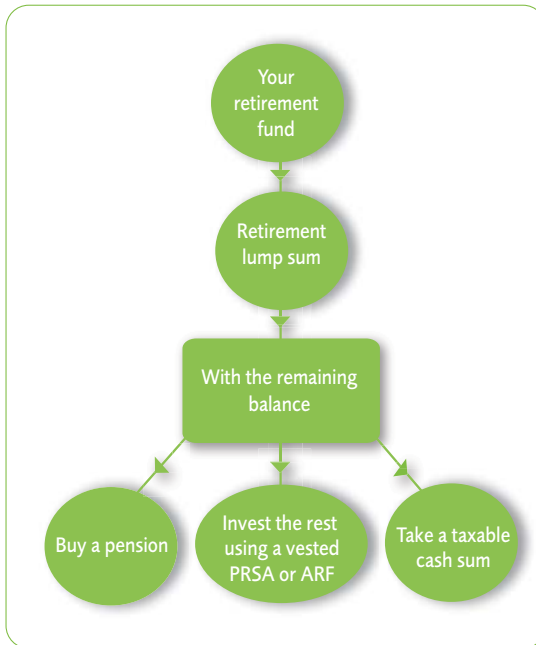 Your
retirement
fund
Retirement
lump sum
With the remaining
balance
Buy a pension
Invest the rest
using a vested
PRSA or ARF
Take a taxable
cash sum